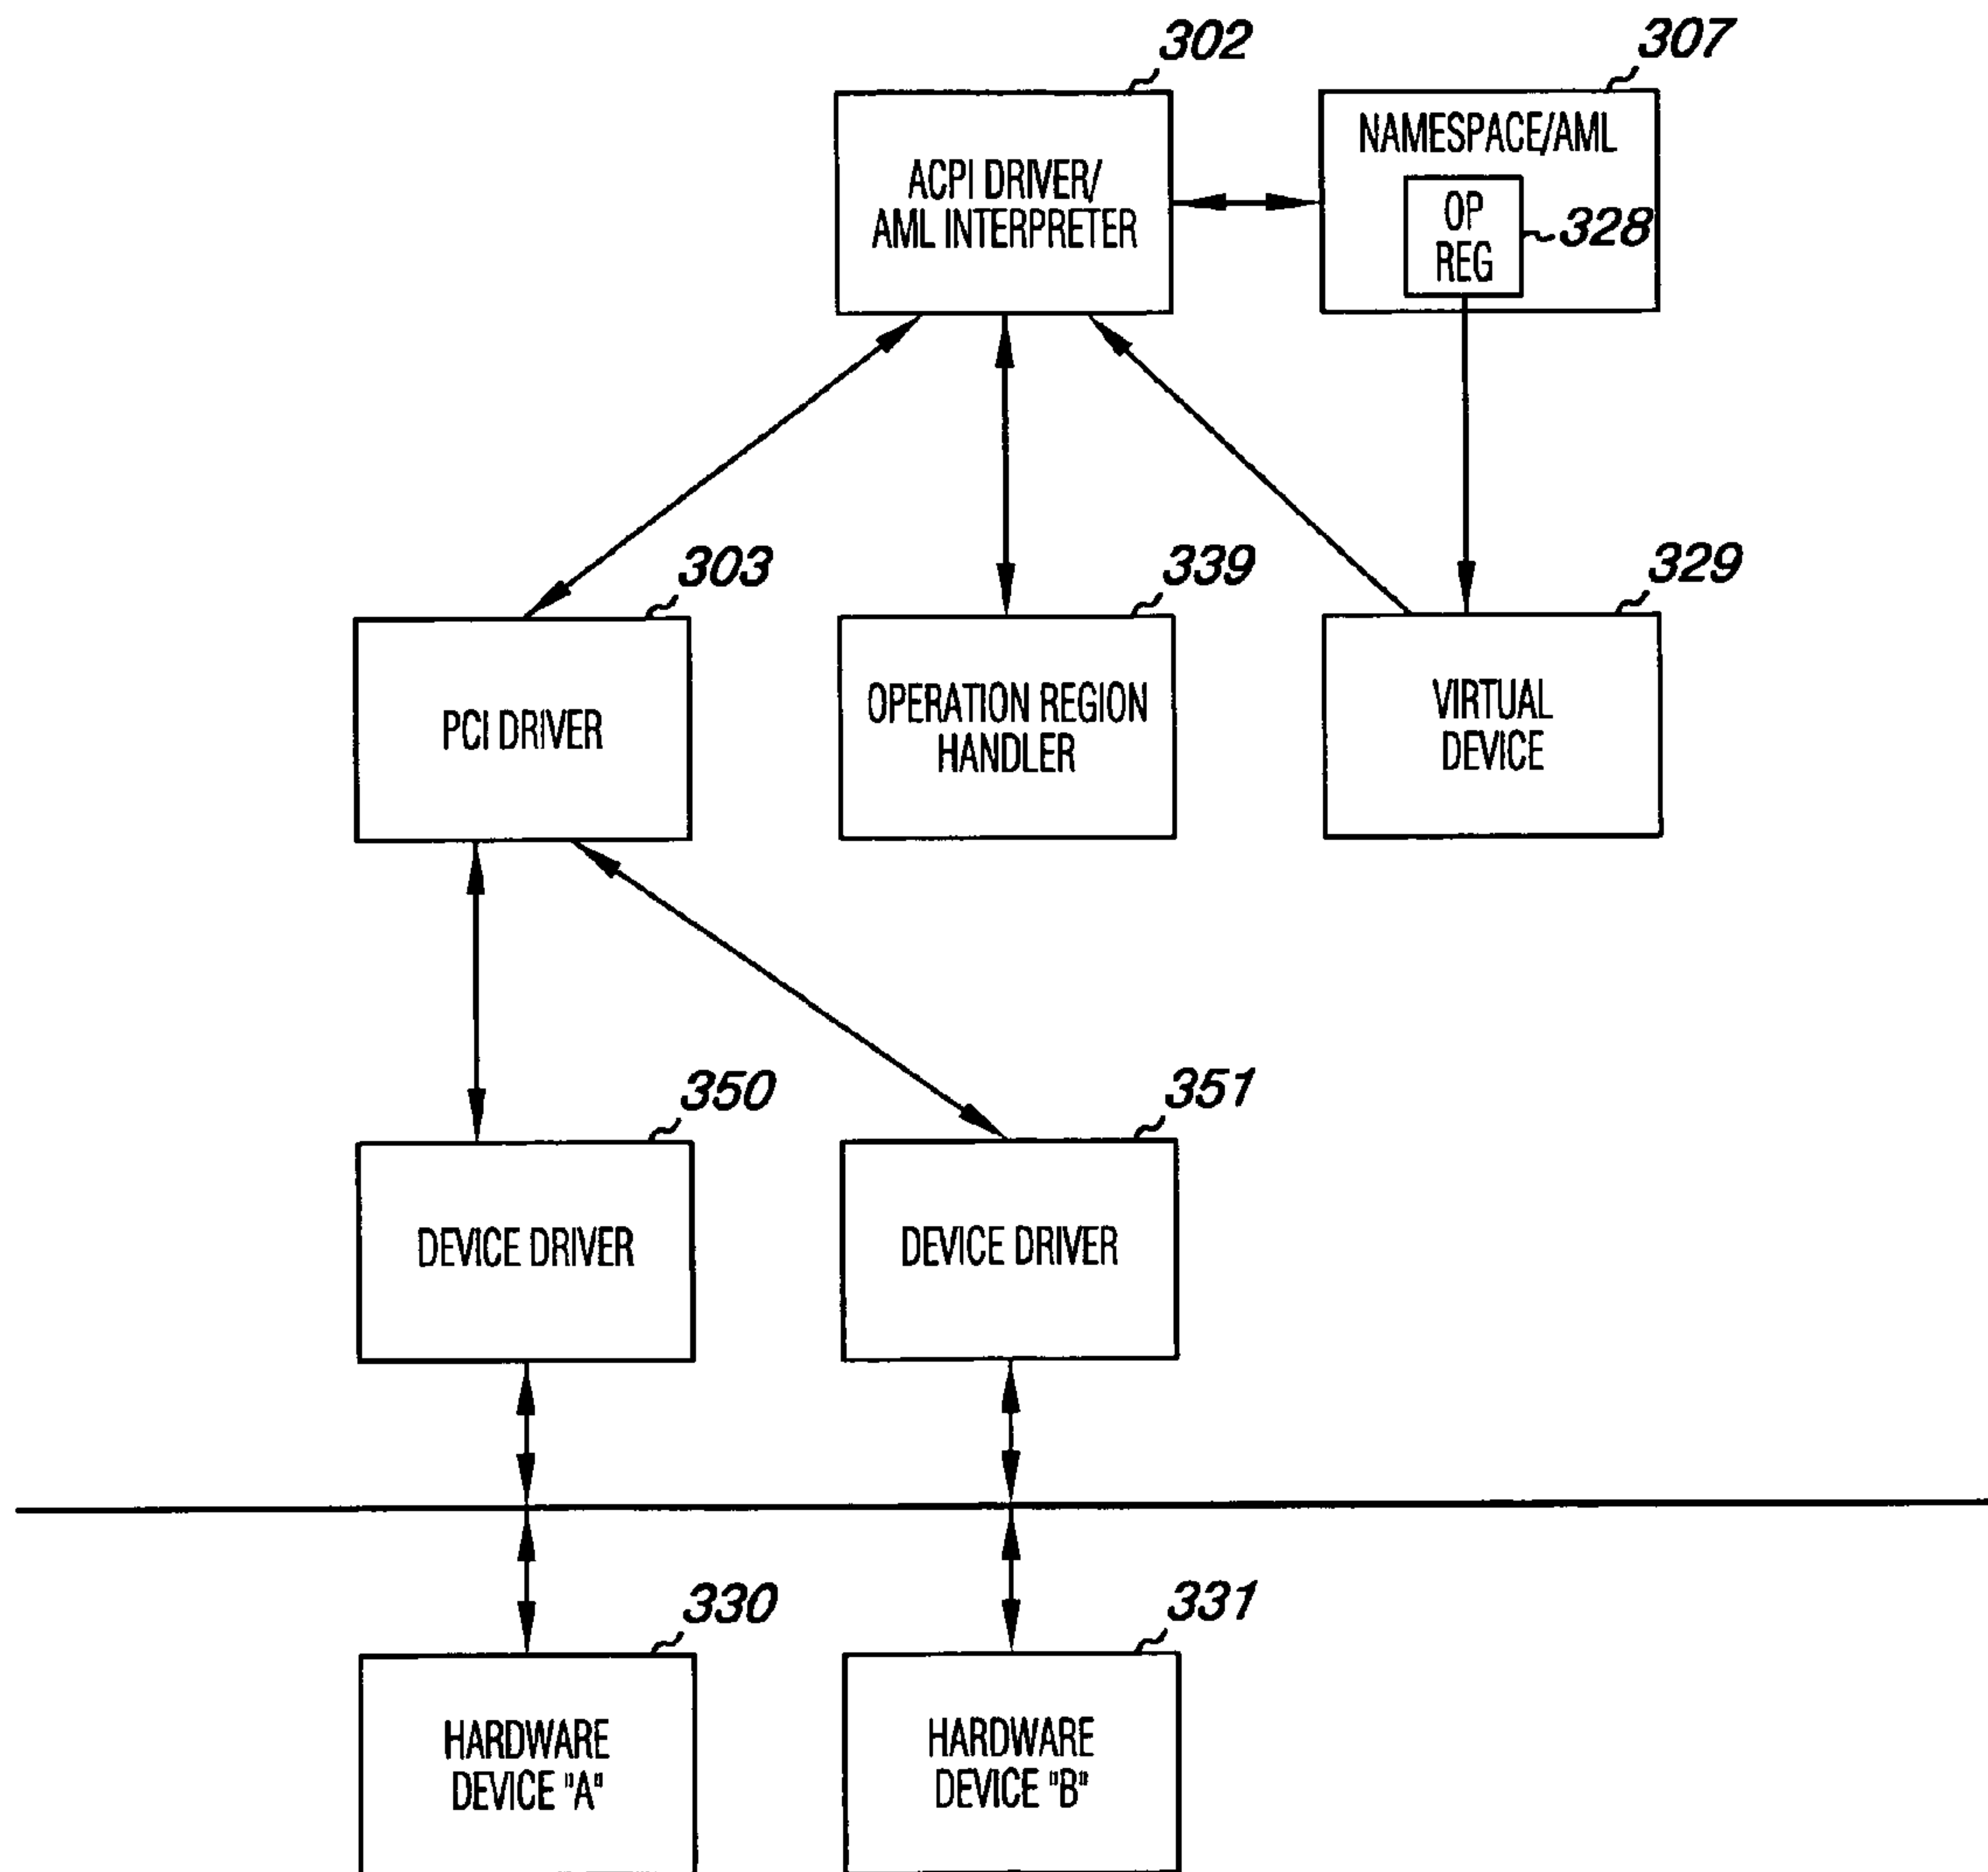 302
307
ACPI DRIVER/
AML INTERPRETER
NAMESPACE/AML
OP
REG
328
303
339
329
PCI DRIVER
OPERATION REGION
HANDLER
VIRTUAL
DEVICE
350
351
DEVICE DRIVER
DEVICE DRIVER
330
331
HARDWARE
DEVICE "A"
HARDWARE
DEVICE "B"